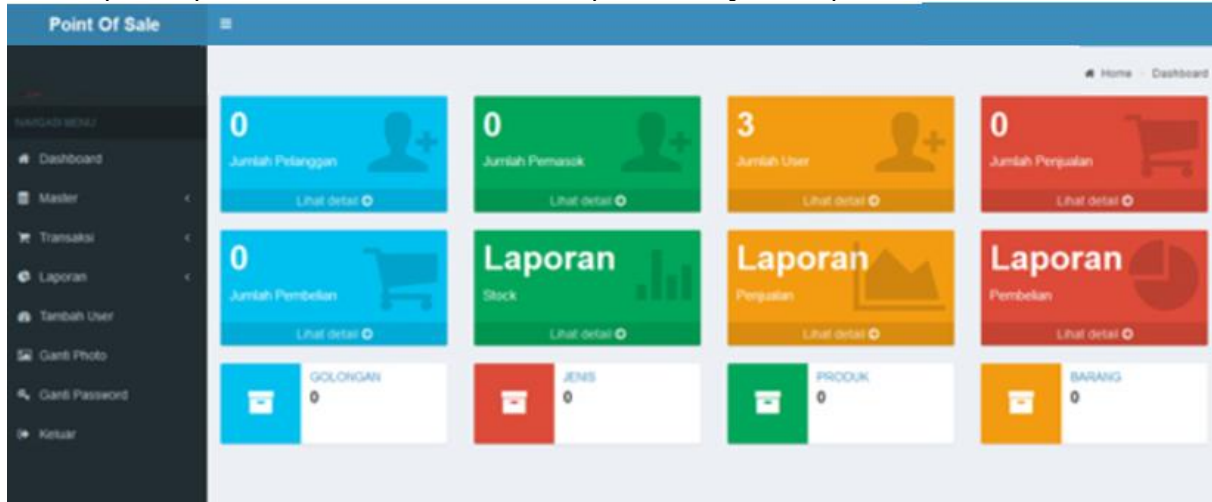 Point Of Sale
Home Dashboard
NAVIGASI MENU
Dashboard
Master
Transaksi
Laporan
Tambah User
Ganti Photo
Ganti Password
Keluar
0
Jumlah Pelanggan
Lihat detail
0
Jumlah Pemasok
Lihat detail
3
Jumlah User
Lihat detail
0
Jumlah Penjualan
Lihat detail
0
Jumlah Pembelian
Lihat detail
Laporan
Stock
Lihat detail
Laporan
Penjualan
Lihat detail
Laporan
Pembelian
Lihat detail
GOLONGAN
0
JENIS
0
PRODUK
0
BARANG
0